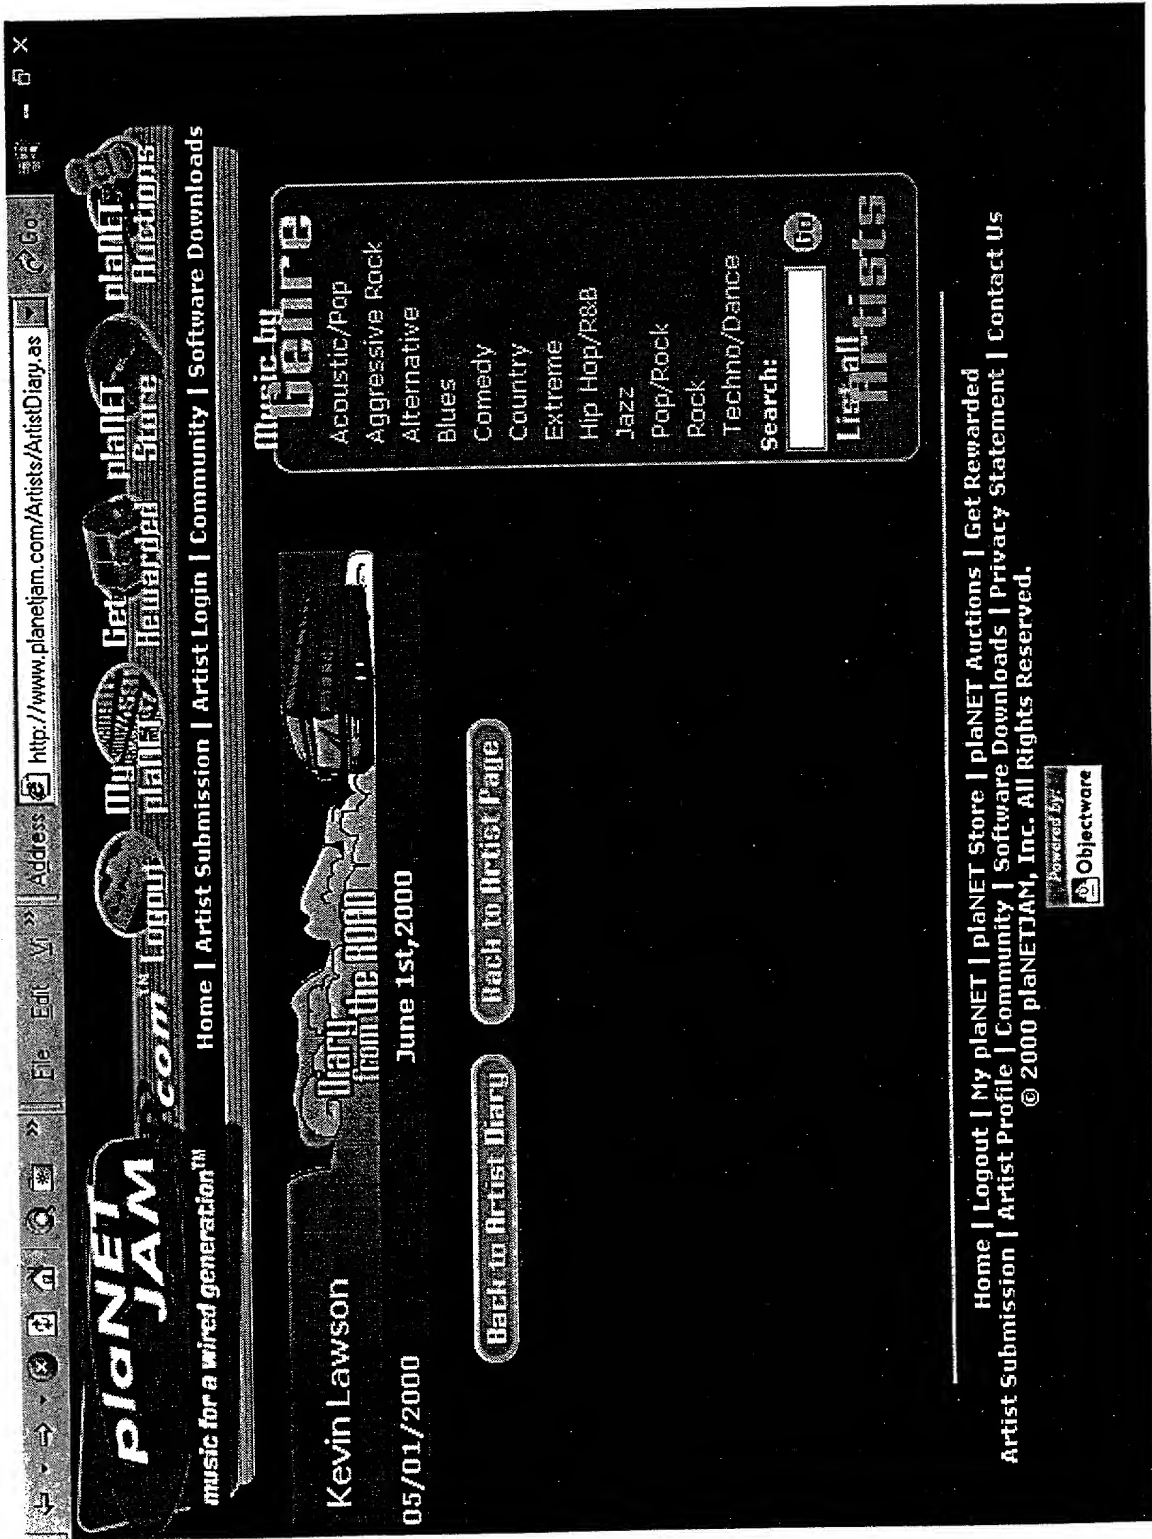 File Edit Vi » Address http://www.planetjam.com/Artists/ArtistDiary.as Go
plaNET
JAM
.com™
music for a wired generation™
Logout
My
plaNET
Get
Rewarded
plaNET
Store
plaNET
Auctions
Home | Artist Submission | Artist Login | Community | Software Downloads
Kevin Lawson
Diary
from the ROAD
05/01/2000 June 1st,2000
Back to Artist Diary
Back to Artist Page
Music by
Genre
Acoustic/Pop
Aggressive Rock
Alternative
Blues
Comedy
Country
Extreme
Hip Hop/R&B
Jazz
Pop/Rock
Rock
Techno/Dance
Search:
Go
List all
Artists
Home | Logout | My plaNET | plaNET Store | plaNET Auctions | Get Rewarded
Artist Submission | Artist Profile | Community | Software Downloads | Privacy Statement | Contact Us
© 2000 plaNETJAM, Inc. All Rights Reserved.
Powered by:
Objectware